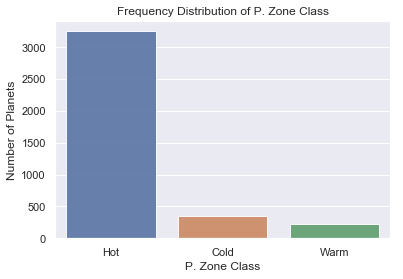 Frequency Distribution of P. Zone Class
Number of Planets
3000
2500
2000
1500
1000
500
0
Hot Cold Warm
P. Zone Class